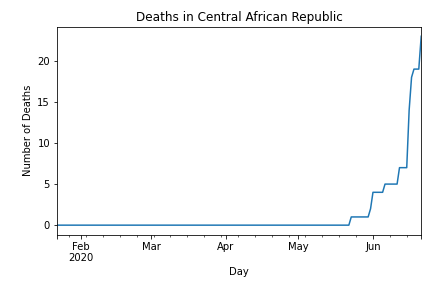 Deaths in Central African Republic
Number of Deaths
20
15
10
5
0
Feb
2020
Mar
Apr
May
Jun
Day